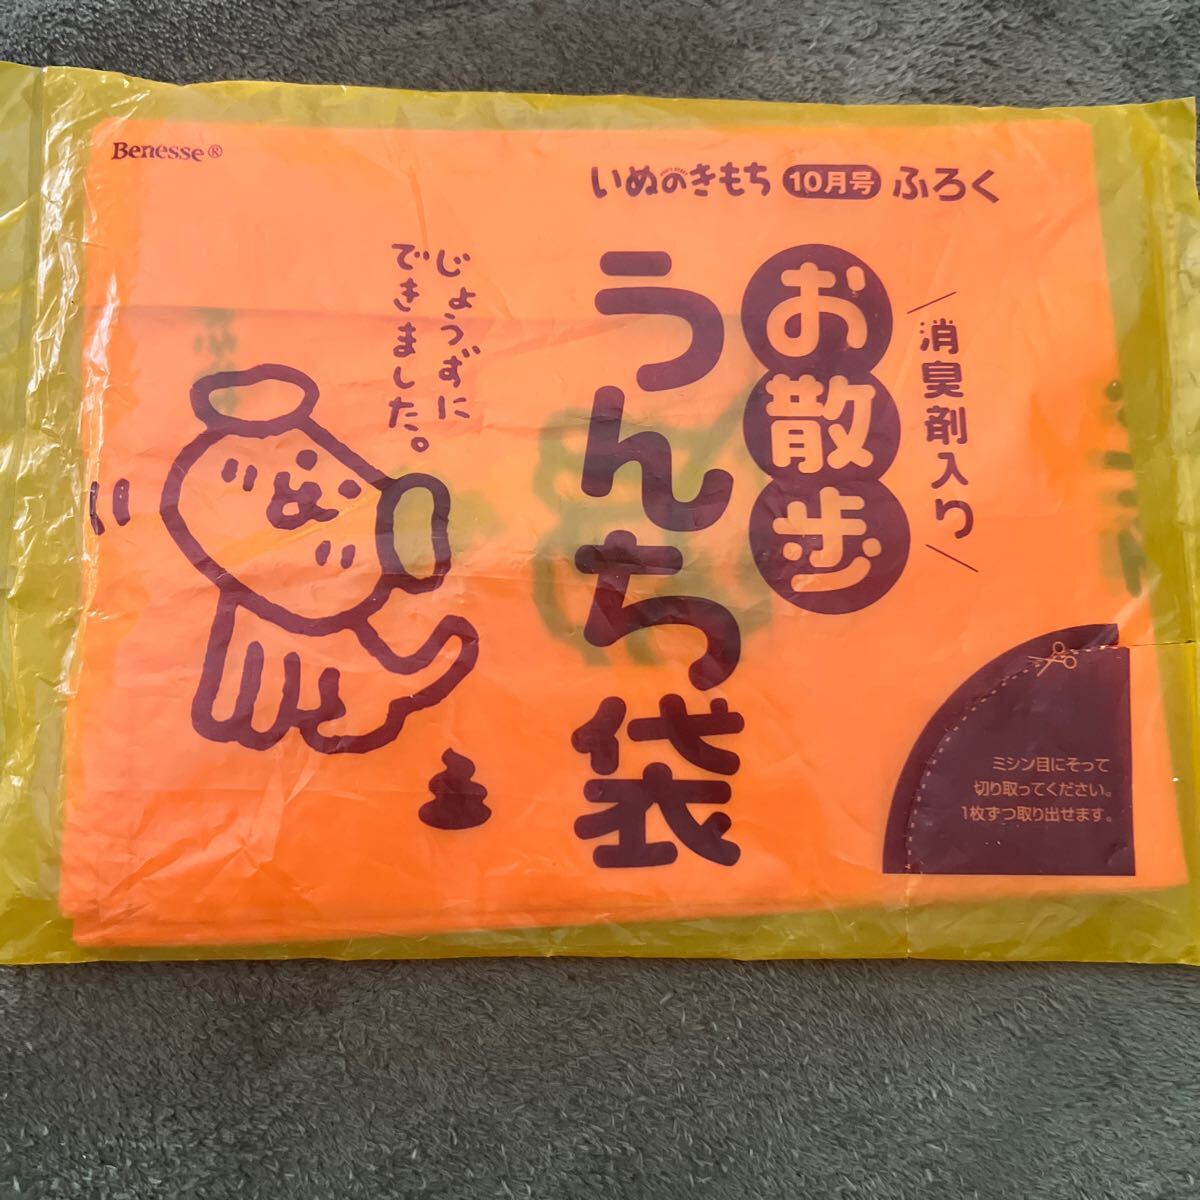 Benesse®
いぬのきもち 10月号 ふろく
消臭剤入り
お散歩
うんち袋
じょうずに
できました。
ミシン目にそって
切り取ってください。
1枚ずつ取り出せます。